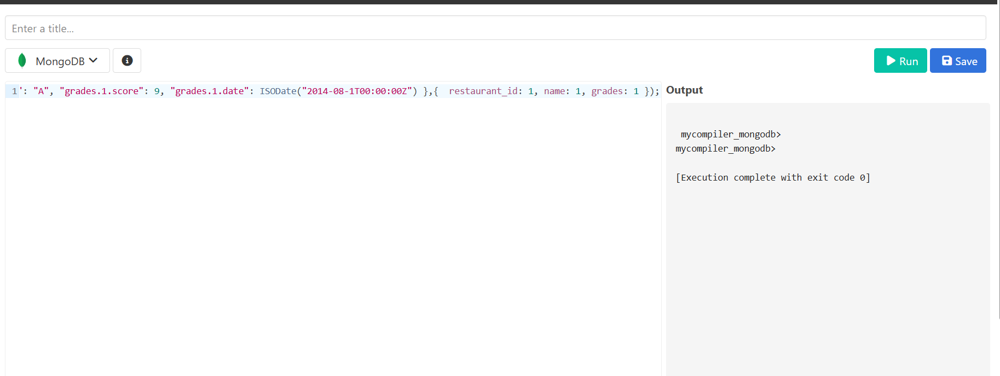 Enter a title...
MongoDB
Run Save
1 ": "A", "grades.1.score": 9, "grades.1.date": ISODate("2014-08-1T00:00:00Z") },{  restaurant_id: 1, name: 1, grades: 1 });
Output
mycompiler_mongodb>
mycompiler_mongodb>
[Execution complete with exit code 0]